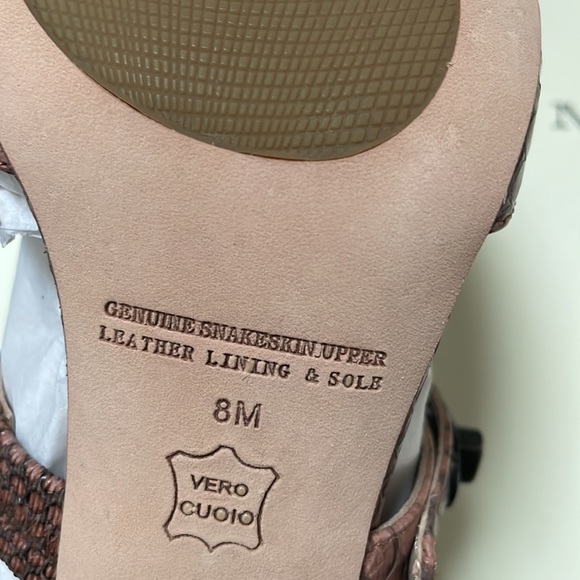 GENUINE SNAKESKIN UPPER
LEATHER LINING & SOLE
8M
VERO
CUOIO
N